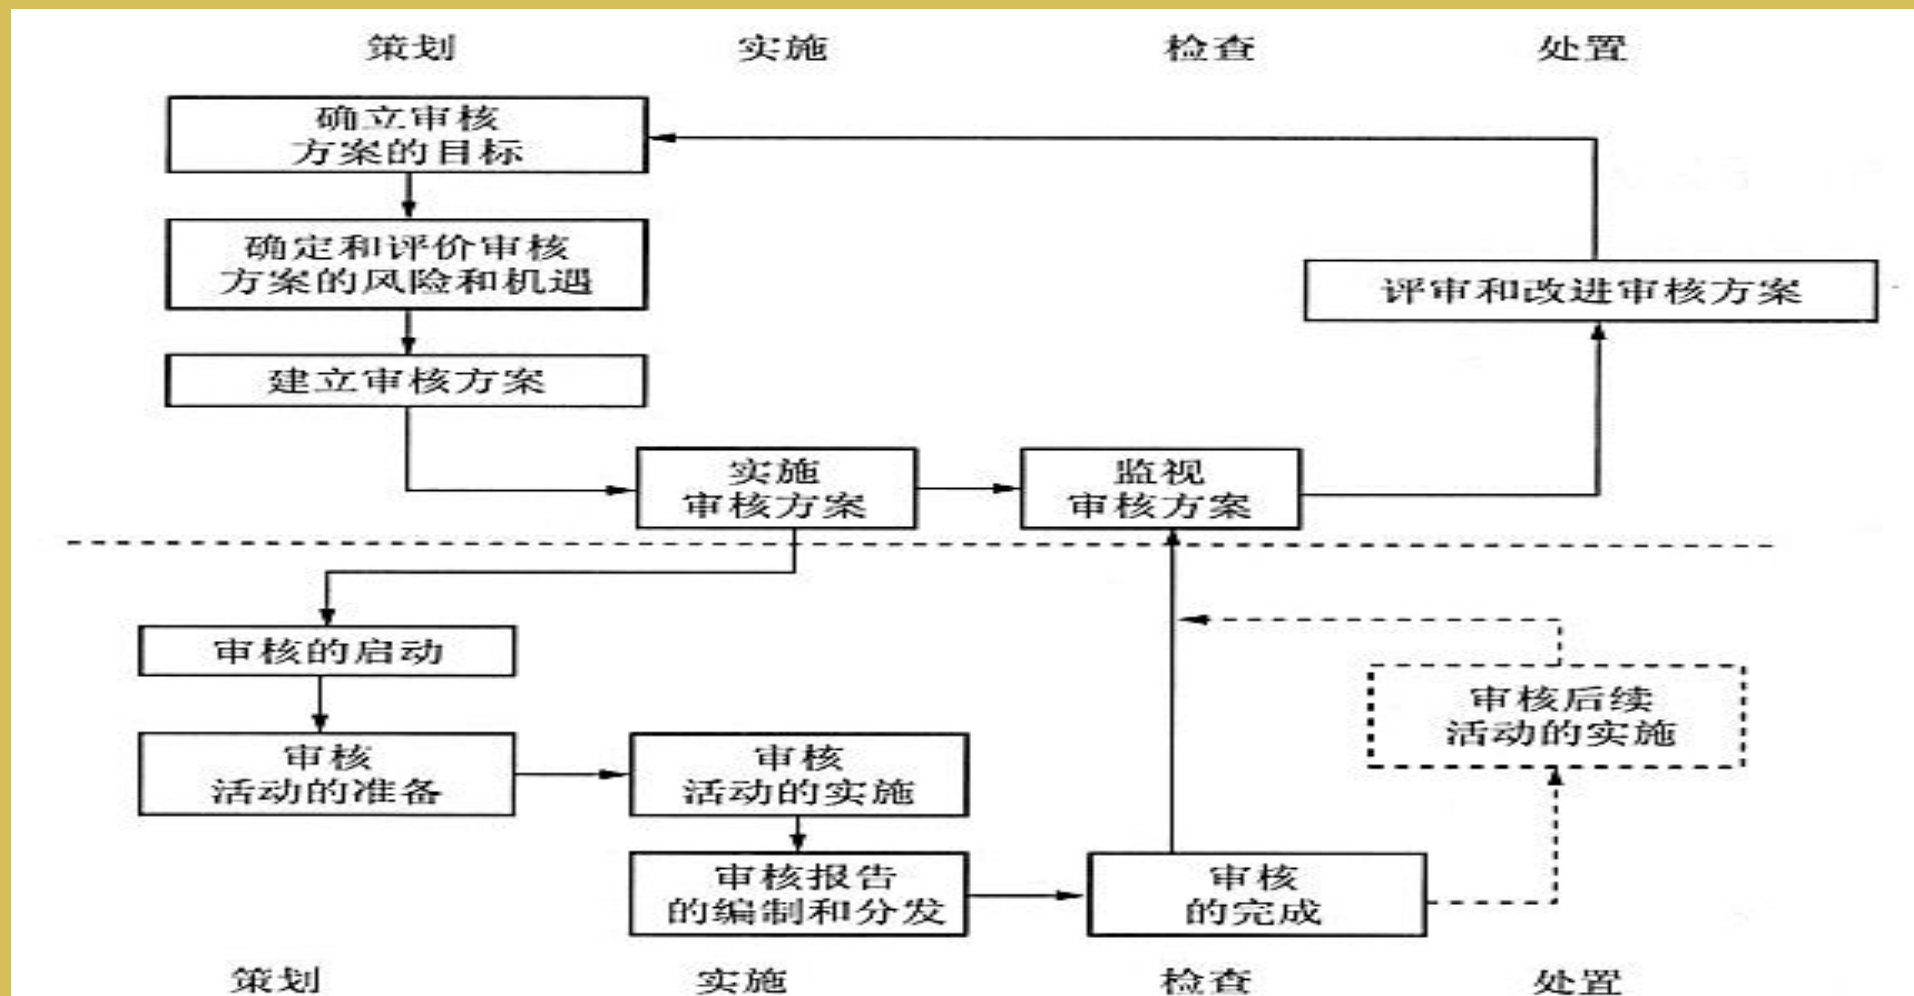 策划
实施
检查
处置
确立审核
方案的目标
确定和评价审核
方案的风险和机遇
评审和改进审核方案
建立审核方案
实施
审核方案
监视
审核方案
审核的启动
审核后续
活动的实施
审核
活动的准备
审核
活动的实施
审核报告
的编制和分发
审核
的完成
策划
实施
检查
处置